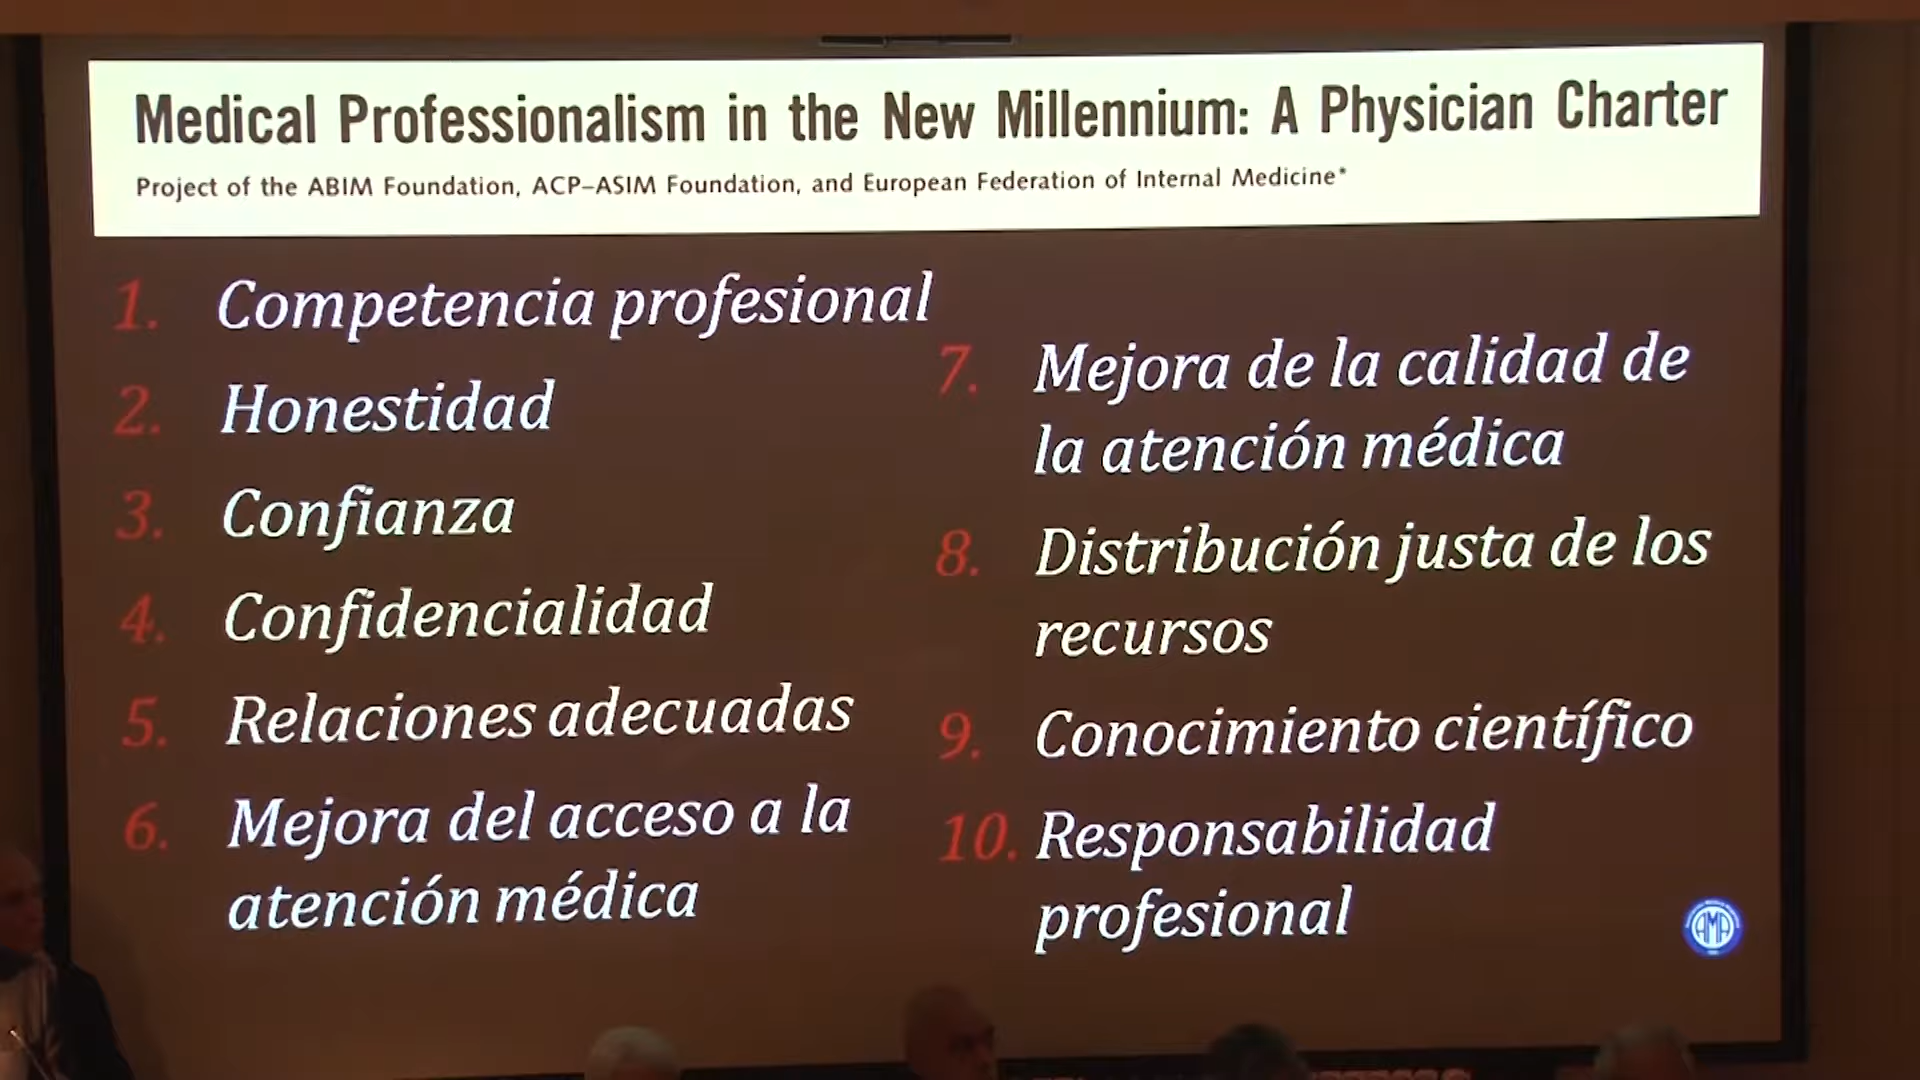 Medical Professionalism in the New Millennium: A Physician Charter
Project of the ABIM Foundation, ACP–ASIM Foundation, and European Federation of Internal Medicine*
1. Competencia profesional
2. Honestidad
3. Confianza
4. Confidencialidad
5. Relaciones adecuadas
6. Mejora del acceso a la
atención médica
7. Mejora de la calidad de
la atención médica
8. Distribución justa de los
recursos
9. Conocimiento científico
10. Responsabilidad
profesional
AMA